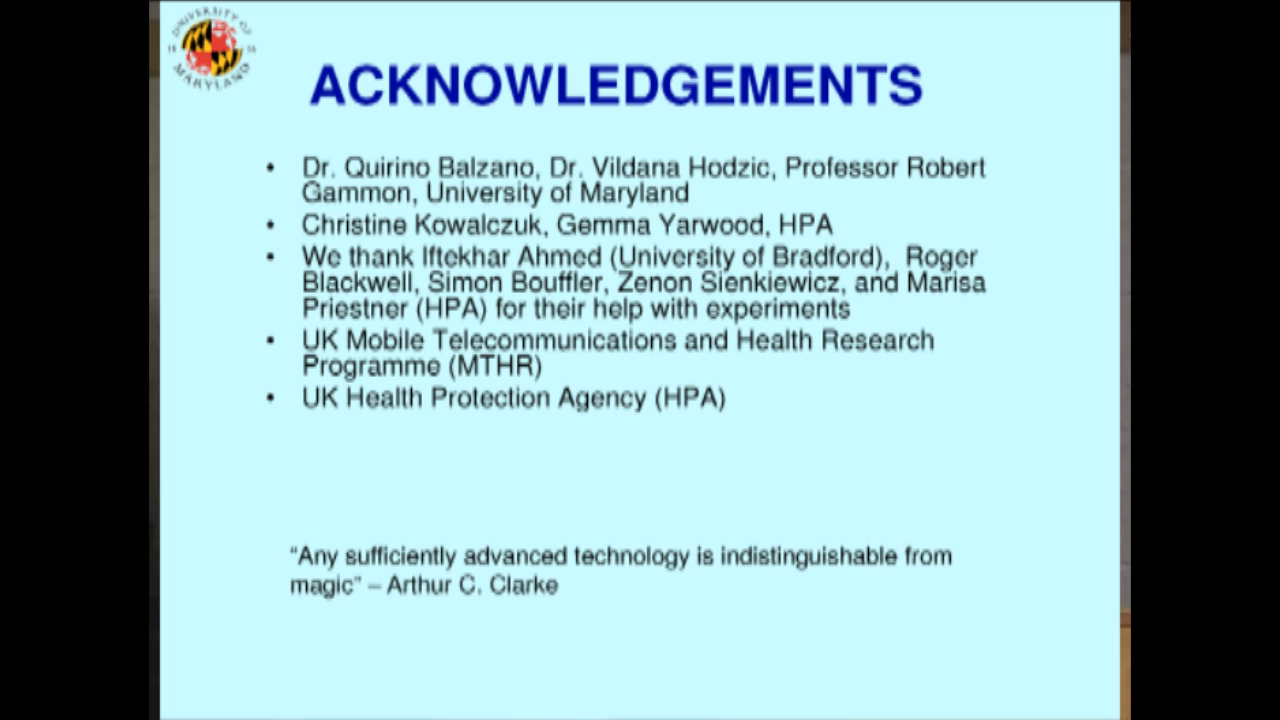 UNIVERSITY OF
18 56
MARYLAND
ACKNOWLEDGEMENTS
• Dr. Quirino Balzano, Dr. Vildana Hodzic, Professor Robert
Gammon, University of Maryland
• Christine Kowalczuk, Gemma Yarwood, HPA
• We thank Iftekhar Ahmed (University of Bradford), Roger
Blackwell, Simon Bouffler, Zenon Sienkiewicz, and Marisa
Priestner (HPA) for their help with experiments
• UK Mobile Telecommunications and Health Research
Programme (MTHR)
• UK Health Protection Agency (HPA)
“Any sufficiently advanced technology is indistinguishable from
magic” – Arthur C. Clarke